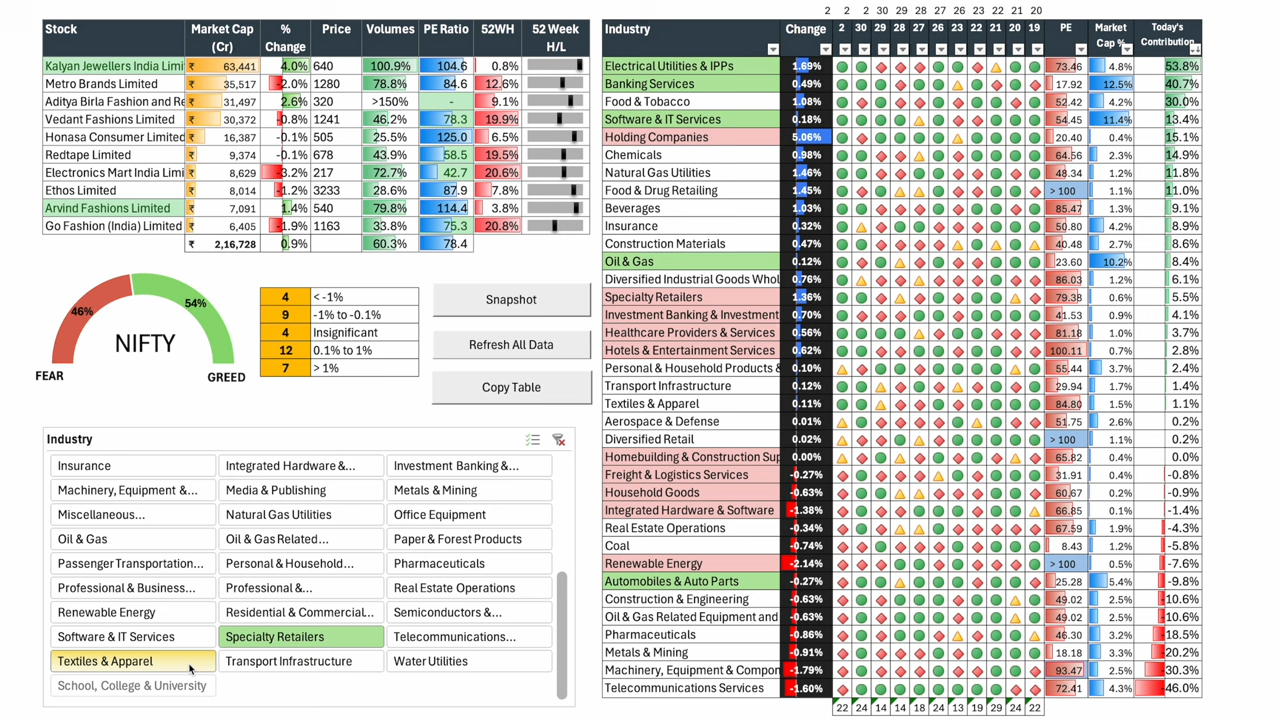 2 2 30 29 28 27 26 23 22 21 20
Stock Market Cap (Cr) % Change Price Volumes PE Ratio 52WH 52 Week H/L
Kalyan Jewellers India Limi ₹ 63,441 4.0% 640 100.9% 104.6 0.8%
Metro Brands Limited ₹ 35,517 -2.0% 1280 78.8% 84.6 12.6%
Aditya Birla Fashion and Re ₹ 31,497 2.6% 320 >150% - 9.1%
Vedant Fashions Limited ₹ 30,372 -0.8% 1241 46.2% 78.3 19.9%
Honasa Consumer Limited ₹ 16,387 -0.1% 505 25.5% 125.0 6.5%
Redtape Limited ₹ 9,374 -0.1% 678 43.9% 58.5 19.5%
Electronics Mart India Limi ₹ 8,629 -3.2% 217 72.7% 42.7 20.6%
Ethos Limited ₹ 8,014 -1.2% 3233 28.6% 87.9 7.8%
Arvind Fashions Limited ₹ 7,091 1.4% 540 79.8% 114.4 3.8%
Go Fashion (India) Limited ₹ 6,405 -1.9% 1163 33.8% 75.3 20.8%
₹ 2,16,728 0.9% 60.3% 78.4
46%
54%
NIFTY
FEAR
GREED
4 < -1%
9 -1% to -0.1%
4 Insignificant
12 0.1% to 1%
7 > 1%
Snapshot
Refresh All Data
Copy Table
Industry
Insurance Integrated Hardware &... Investment Banking &...
Machinery, Equipment &... Media & Publishing Metals & Mining
Miscellaneous... Natural Gas Utilities Office Equipment
Oil & Gas Oil & Gas Related... Paper & Forest Products
Passenger Transportation... Personal & Household... Pharmaceuticals
Professional & Business... Professional &... Real Estate Operations
Renewable Energy Residential & Commercial... Semiconductors &...
Software & IT Services Specialty Retailers Telecommunications...
Textiles & Apparel Transport Infrastructure Water Utilities
School, College & University
Industry Change 2 30 29 28 27 26 23 22 21 20 19 PE Market Cap % Today's Contribution
Electrical Utilities & IPPs 1.69% 73.46 4.8% 53.8%
Banking Services 0.49% 17.92 12.5% 40.7%
Food & Tobacco 1.08% 52.42 4.2% 30.0%
Software & IT Services 0.18% 54.45 11.4% 13.4%
Holding Companies 5.06% 20.40 0.4% 15.1%
Chemicals 0.98% 64.56 2.3% 14.9%
Natural Gas Utilities 1.46% 48.34 1.2% 11.8%
Food & Drug Retailing 1.45% > 100 1.1% 11.0%
Beverages 1.03% 85.47 1.3% 9.1%
Insurance 0.32% 50.80 4.2% 8.9%
Construction Materials 0.47% 40.48 2.7% 8.6%
Oil & Gas 0.12% 23.60 10.2% 8.4%
Diversified Industrial Goods Whol 0.76% 86.03 1.2% 6.1%
Specialty Retailers 1.36% 79.38 0.6% 5.5%
Investment Banking & Investment 0.70% 41.53 0.9% 4.1%
Healthcare Providers & Services 0.56% 81.18 1.0% 3.7%
Hotels & Entertainment Services 0.62% 100.11 0.7% 2.8%
Personal & Household Products & 0.10% 55.44 3.7% 2.4%
Transport Infrastructure 0.12% 29.94 1.7% 1.4%
Textiles & Apparel 0.11% 84.80 1.5% 1.1%
Aerospace & Defense 0.01% 51.75 2.6% 0.2%
Diversified Retail 0.02% > 100 1.1% 0.2%
Homebuilding & Construction Sup 0.00% 65.82 0.4% 0.0%
Freight & Logistics Services -0.27% 31.91 0.4% -0.8%
Household Goods -0.63% 60.67 0.2% -0.9%
Integrated Hardware & Software -1.38% 66.85 0.1% -1.4%
Real Estate Operations -0.34% 67.59 1.9% -4.3%
Coal -0.74% 8.43 1.2% -5.8%
Renewable Energy -2.14% > 100 0.5% -7.6%
Automobiles & Auto Parts -0.27% 25.28 5.4% -9.8%
Construction & Engineering -0.63% 49.02 2.5% -10.6%
Oil & Gas Related Equipment and -0.63% 49.02 2.5% -10.6%
Pharmaceuticals -0.86% 46.30 3.2% -18.5%
Metals & Mining -0.91% 18.18 3.3% 20.2%
Machinery, Equipment & Compon -1.79% 93.47 2.5% 30.3%
Telecommunications Services -1.60% 72.41 4.3% 46.0%
22 24 14 14 18 24 13 19 29 24 22